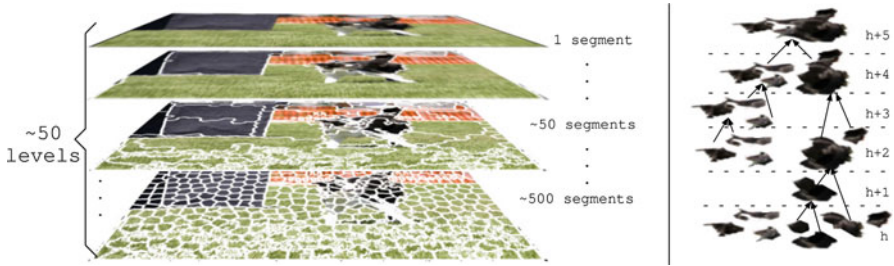 ~50
levels
1 segment
~50 segments
~500 segments
h+5
h+4
h+3
h+2
h+1
h